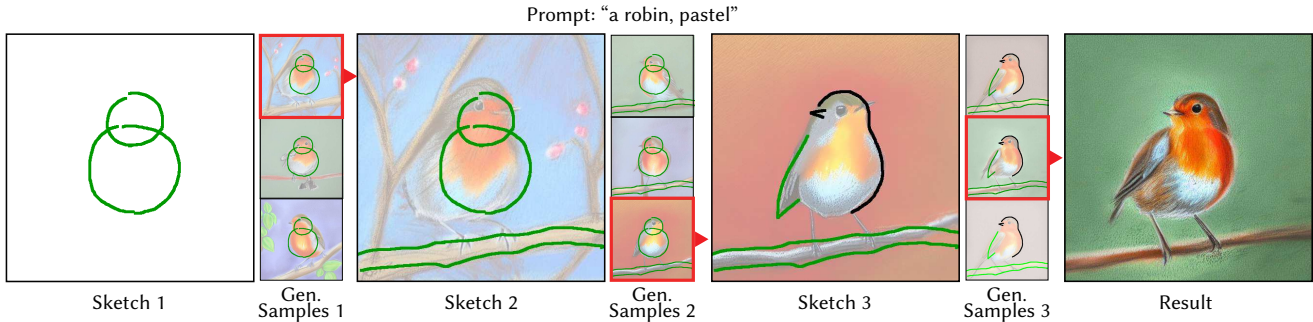 Prompt: “a robin, pastel”
Sketch 1
Gen.
Samples 1
Sketch 2
Gen.
Samples 2
Sketch 3
Gen.
Samples 3
Result